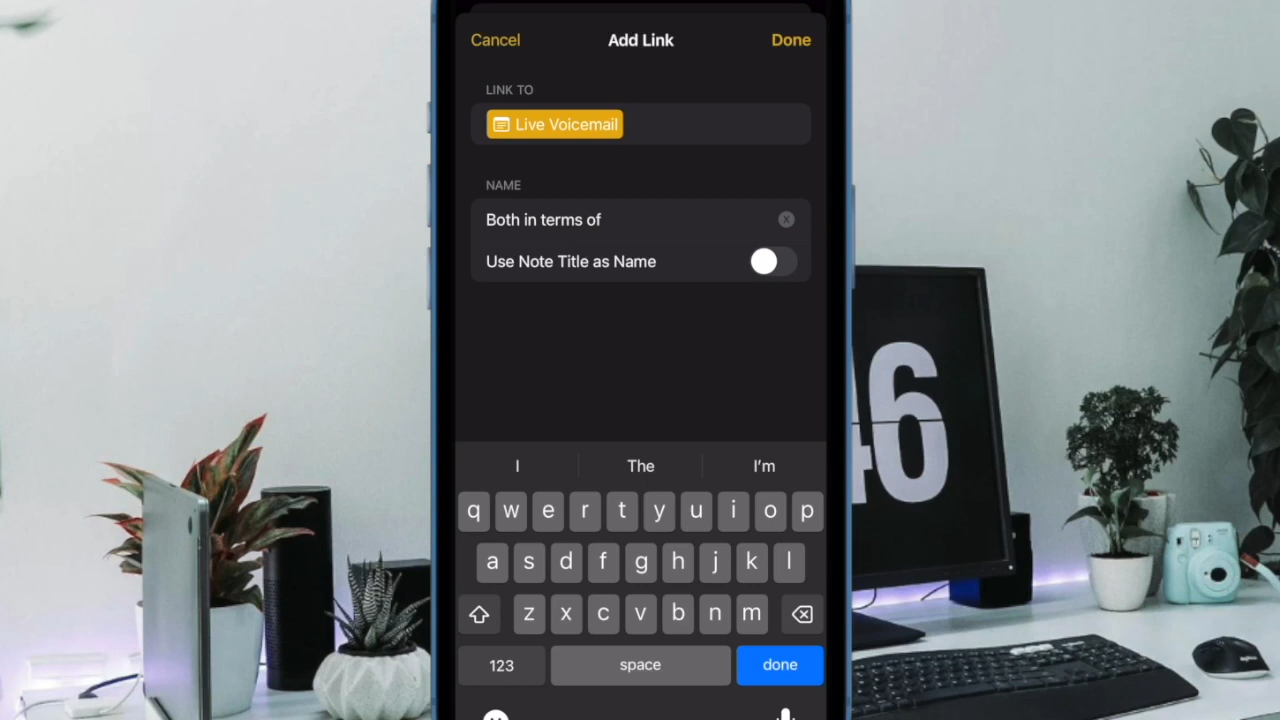 Cancel Add Link Done
LINK TO
Live Voicemail
NAME
Both in terms of
Use Note Title as Name
I The I'm
q w e r t y u i o p
a s d f g h j k l
z x c v b n m
123 space done
46